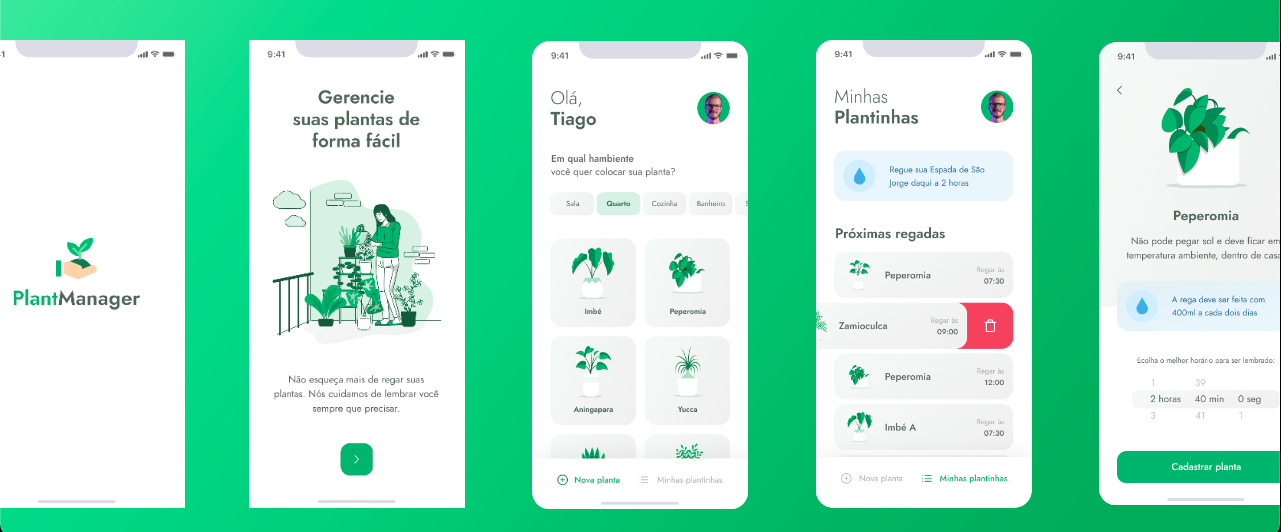 PlantManager
9:41
Gerencie
suas plantas de
forma fácil
Não esqueça mais de regar suas
plantas. Nós cuidamos de lembrar você
sempre que precisar.
9:41
Olá,
Tiago
Em qual hambiente
você quer colocar sua planta?
Sala Quarto Cozinha Banheiro
Imbé Peperomia
Aningapara Yucca
Nova planta Minhas plantinhas
9:41
Minhas
Plantinhas
Regue sua Espada de São
Jorge daqui a 2 horas
Próximas regadas
Peperomia Regar às
07:30
Zamioculca Regar às
09:00
Peperomia Regar às
12:00
Imbé A Regar às
07:30
Nova planta Minhas plantinhas
9:41
Peperomia
Não pode pegar sol e deve ficar em
temperatura ambiente, dentro de casa
A rega deve ser feita com
400ml a cada dois dias
Ecolha o melhor horário para ser lembrado:
1 39
2 horas 40 min 0 seg
3 41 1
Cadastrar planta